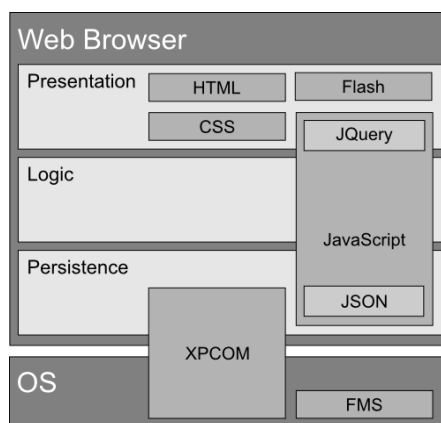 Web Browser
Presentation
HTML
Flash
CSS
JQuery
Logic
JavaScript
Persistence
JSON
XPCOM
OS
FMS